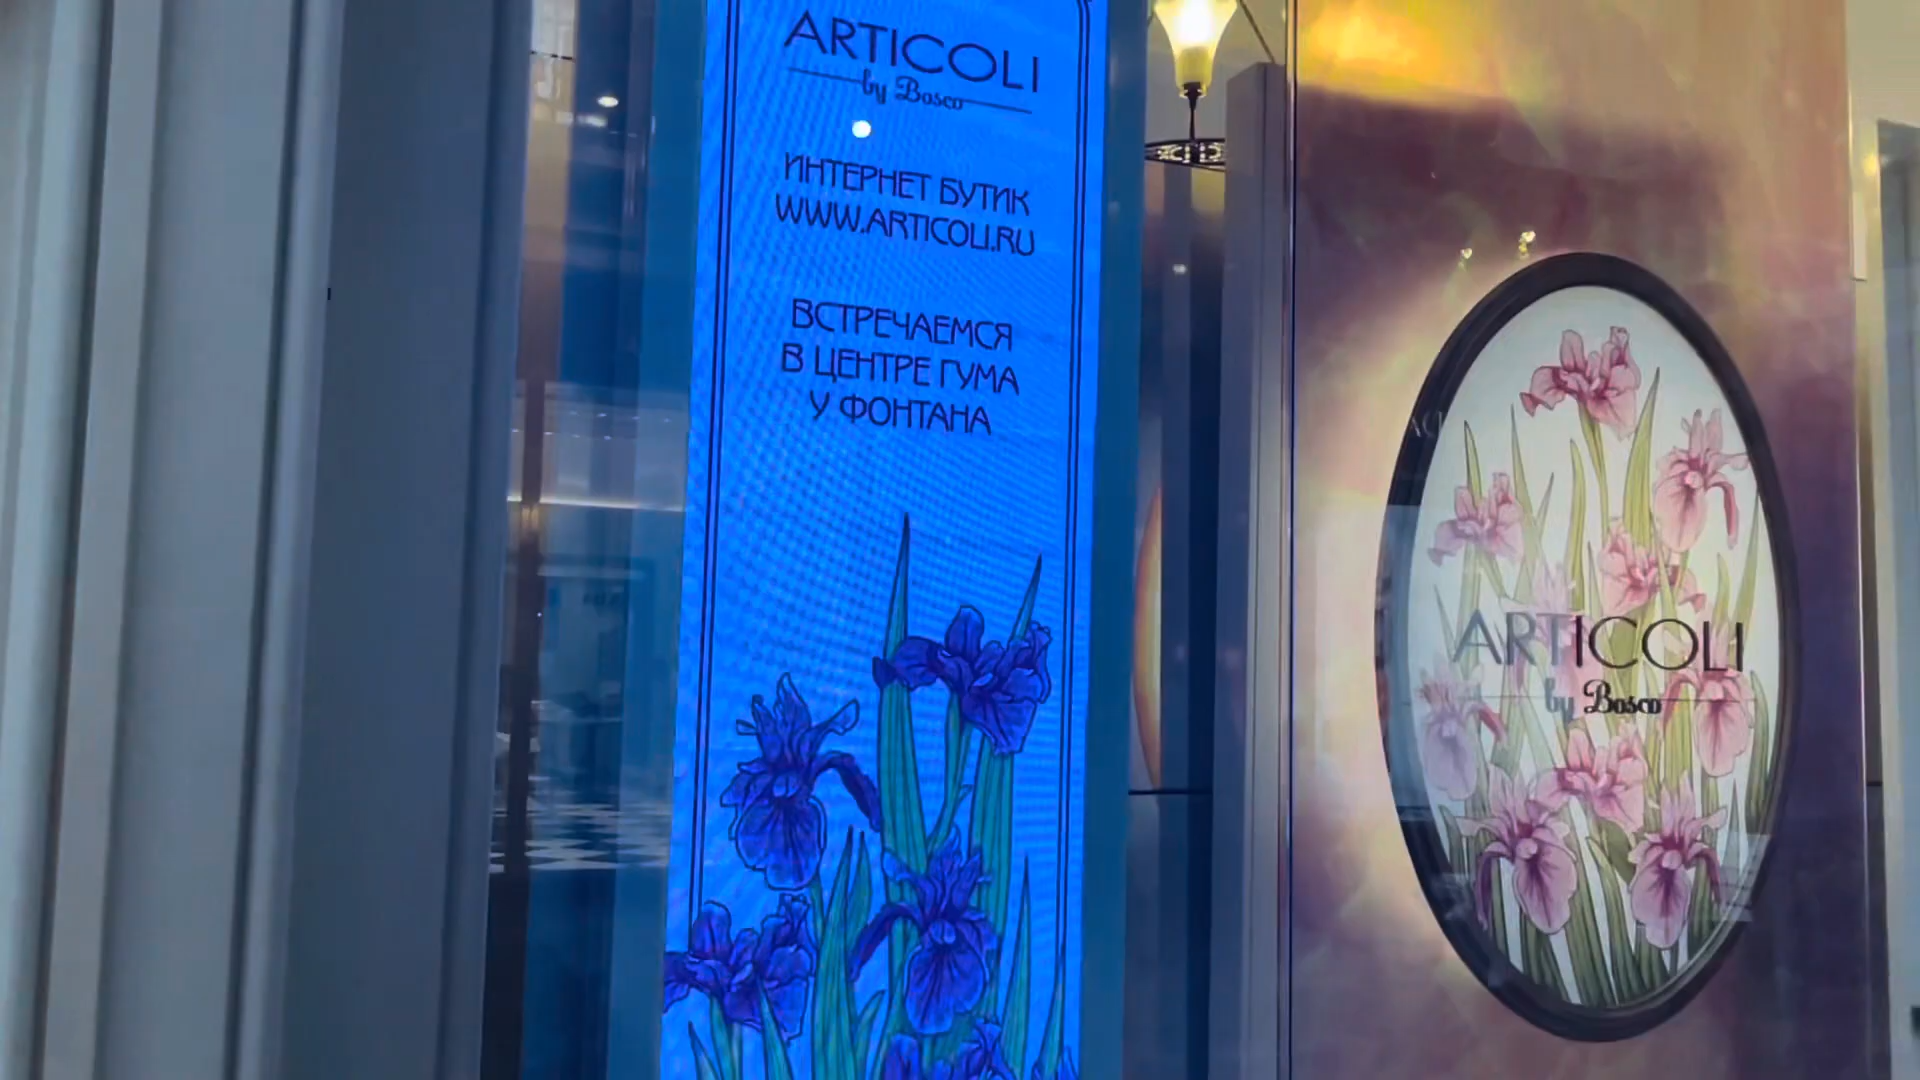 ARTICOLI
by Bosco
ИНТЕРНЕТ БУТИК
WWW.ARTICOLI.RU
ВСТРЕЧАЕМСЯ
В ЦЕНТРЕ ГУМА
У ФОНТАНА
ARTICOLI
by Bosco